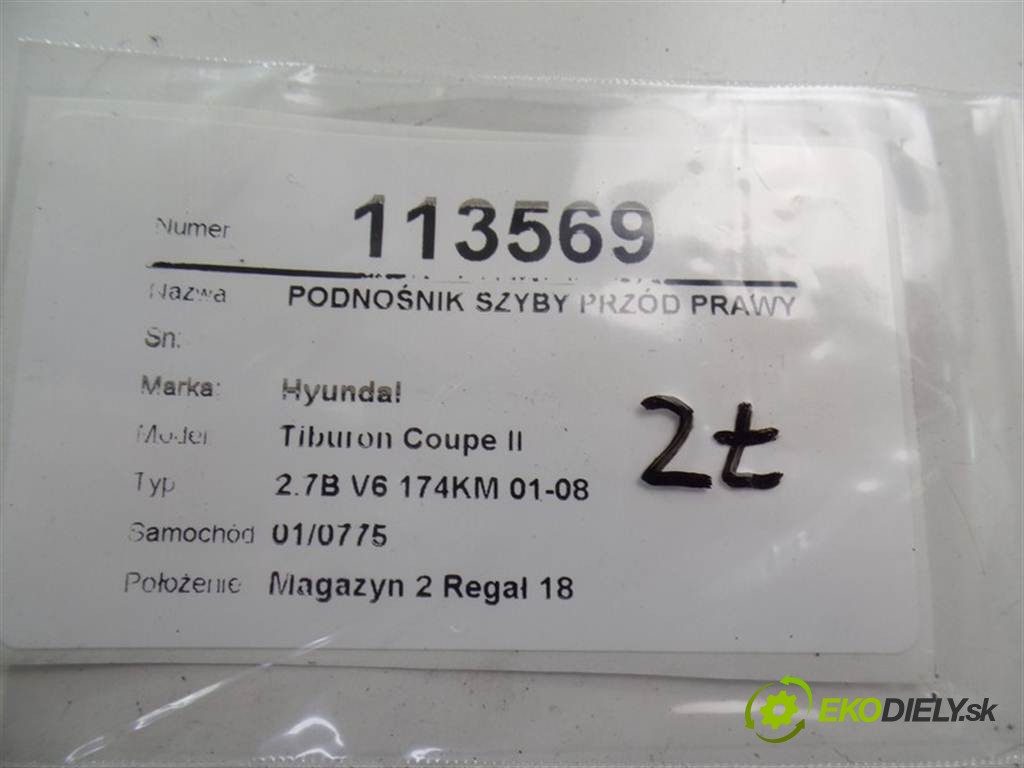 Numer 113569
Nazwa PODNOŚNIK SZYBY PRZÓD PRAWY
Sn:
Marka: Hyundai
Model Tiburon Coupe II
Typ 2.7B V6 174KM 01-08
2t
Samochód 01/0775
Położenie Magazyn 2 Regał 18
EKODIELY.sk